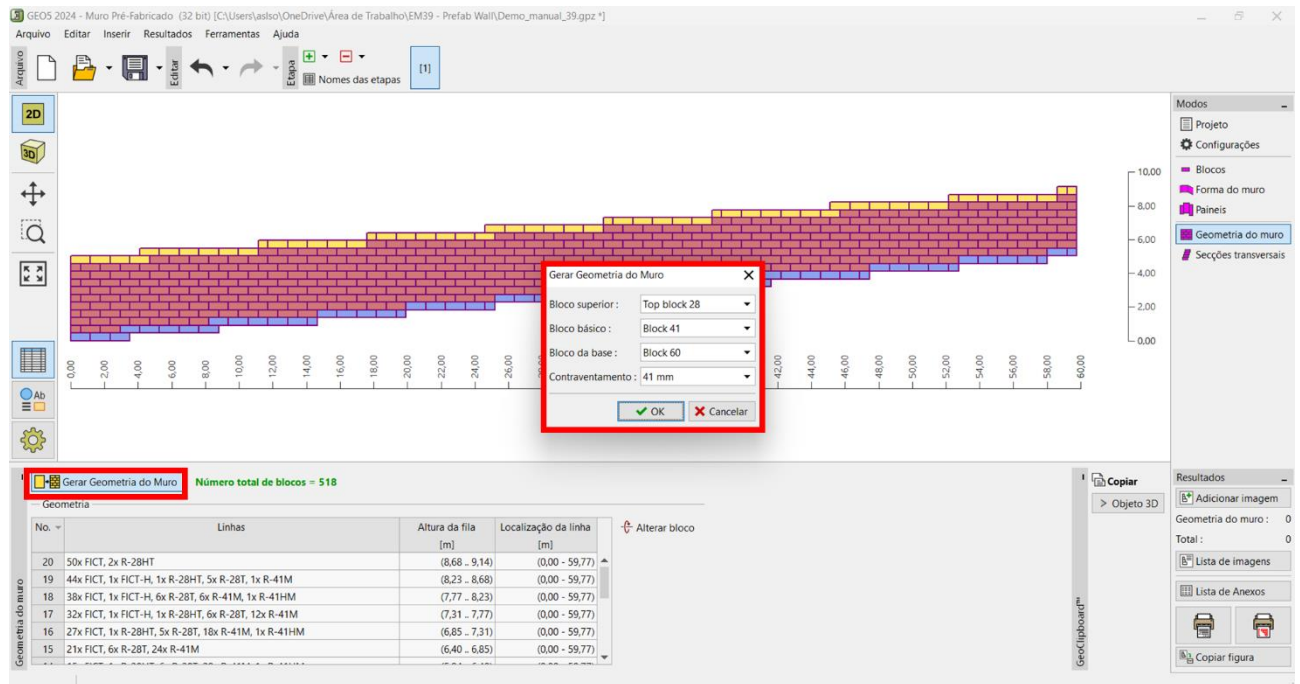 GEO5 2024 - Muro Pré-Fabricado (32 bit) [C:\Users\aslso\OneDrive\Área de Trabalho\EM39 - Prefab Wall\Demo_manual_39.gpz *]
Arquivo Editar Inserir Resultados Ferramentas Ajuda
Arquivo
Editar
Etapa
Nomes das etapas
[1]
2D
3D
Ab
10,00
8,00
6,00
4,00
2,00
0,00
0,00 2,00 4,00 6,00 8,00 10,00 12,00 14,00 16,00 18,00 20,00 22,00 24,00 26,00 42,00 44,00 46,00 48,00 50,00 52,00 54,00 56,00 58,00 60,00
Gerar Geometria do Muro
Bloco superior : Top block 28
Bloco básico : Block 41
Bloco da base : Block 60
Contraventamento : 41 mm
OK Cancelar
Modos
Projeto
Configurações
Blocos
Forma do muro
Paineis
Geometria do muro
Secções transversais
Gerar Geometria do Muro Número total de blocos = 518
Geometria
No. Linhas Altura da fila Localização da linha
[m] [m]
Alterar bloco
20 50x FICT, 2x R-28HT (8,68 .. 9,14) (0,00 - 59,77)
19 44x FICT, 1x FICT-H, 1x R-28HT, 5x R-28T, 1x R-41M (8,23 .. 8,68) (0,00 - 59,77)
18 38x FICT, 1x FICT-H, 6x R-28T, 6x R-41M, 1x R-41HM (7,77 .. 8,23) (0,00 - 59,77)
17 32x FICT, 1x FICT-H, 1x R-28HT, 6x R-28T, 12x R-41M (7,31 .. 7,77) (0,00 - 59,77)
16 27x FICT, 1x R-28HT, 5x R-28T, 18x R-41M, 1x R-41HM (6,85 .. 7,31) (0,00 - 59,77)
15 21x FICT, 6x R-28T, 24x R-41M (6,40 .. 6,85) (0,00 - 59,77)
Geometria do muro
Copiar
> Objeto 3D
GeoClipboard™
Resultados
Adicionar imagem
Geometria do muro : 0
Total : 0
Lista de imagens
Lista de Anexos
Copiar figura